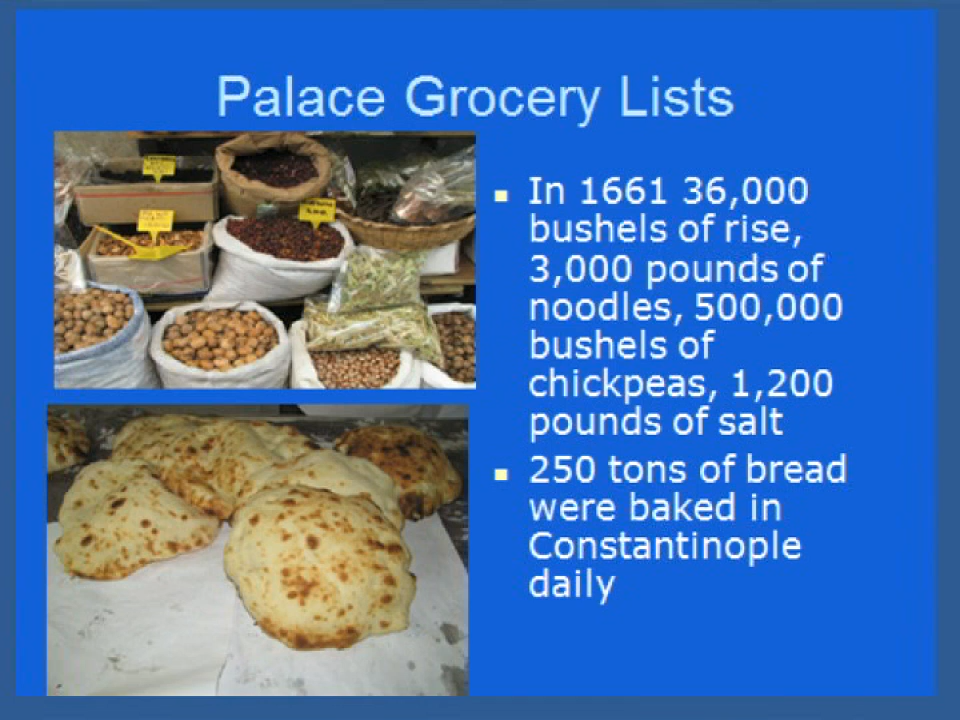 Palace Grocery Lists
In 1661 36,000
bushels of rise,
3,000 pounds of
noodles, 500,000
bushels of
chickpeas, 1,200
pounds of salt
250 tons of bread
were baked in
Constantinople
daily